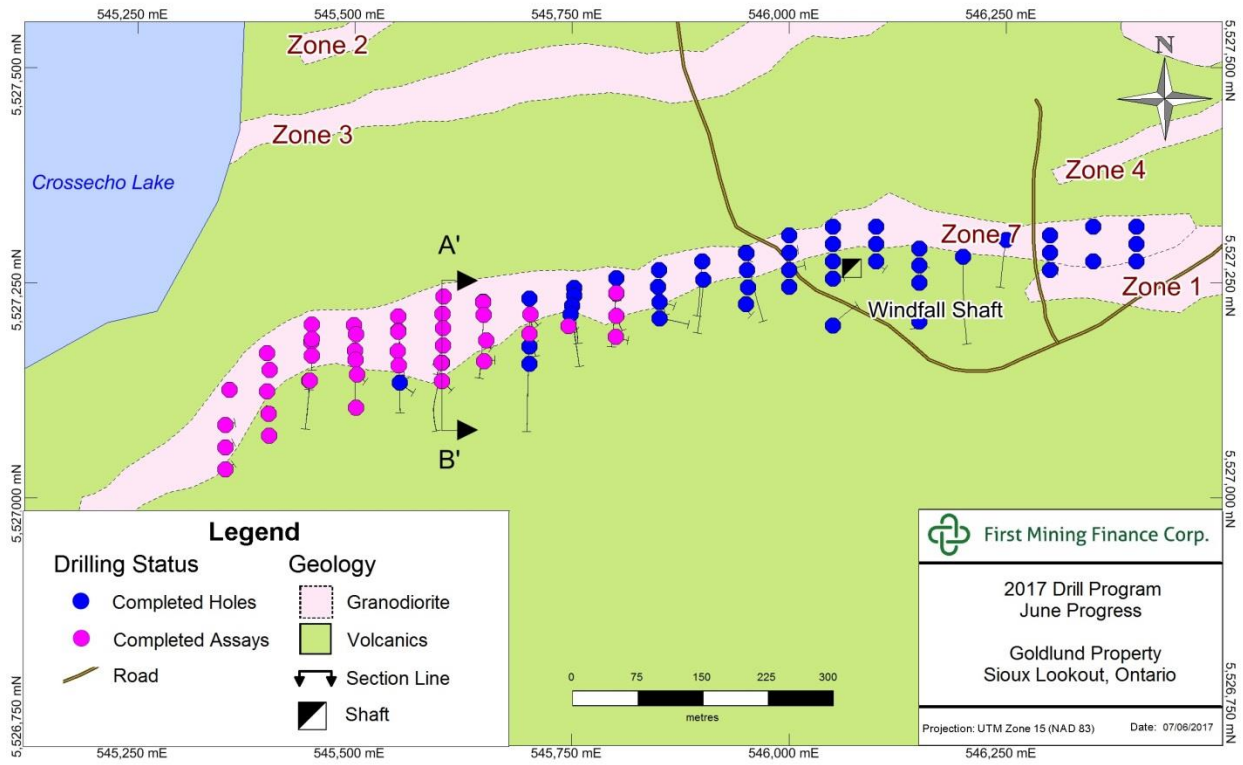 545,250 mE
545,500 mE
545,750 mE
546,000 mE
546,250 mE
5,527,500 mN
5,527,500 mN
N
Zone 2
Zone 3
Zone 4
Crossecho Lake
A'
Zone 7
5,527,250 mN
5,527,250 mN
Zone 1
Windfall Shaft
B'
5,527,000 mN
5,527,000 mN
Legend
Drilling Status
Completed Holes
Completed Assays
Road
Geology
Granodiorite
Volcanics
Section Line
Shaft
0 75 150 225 300
metres
First Mining Finance Corp.
2017 Drill Program
June Progress
Goldlund Property
Sioux Lookout, Ontario
Projection: UTM Zone 15 (NAD 83) Date: 07/06/2017
5,526,750 mN
5,526,750 mN
545,250 mE
545,500 mE
545,750 mE
546,000 mE
546,250 mE